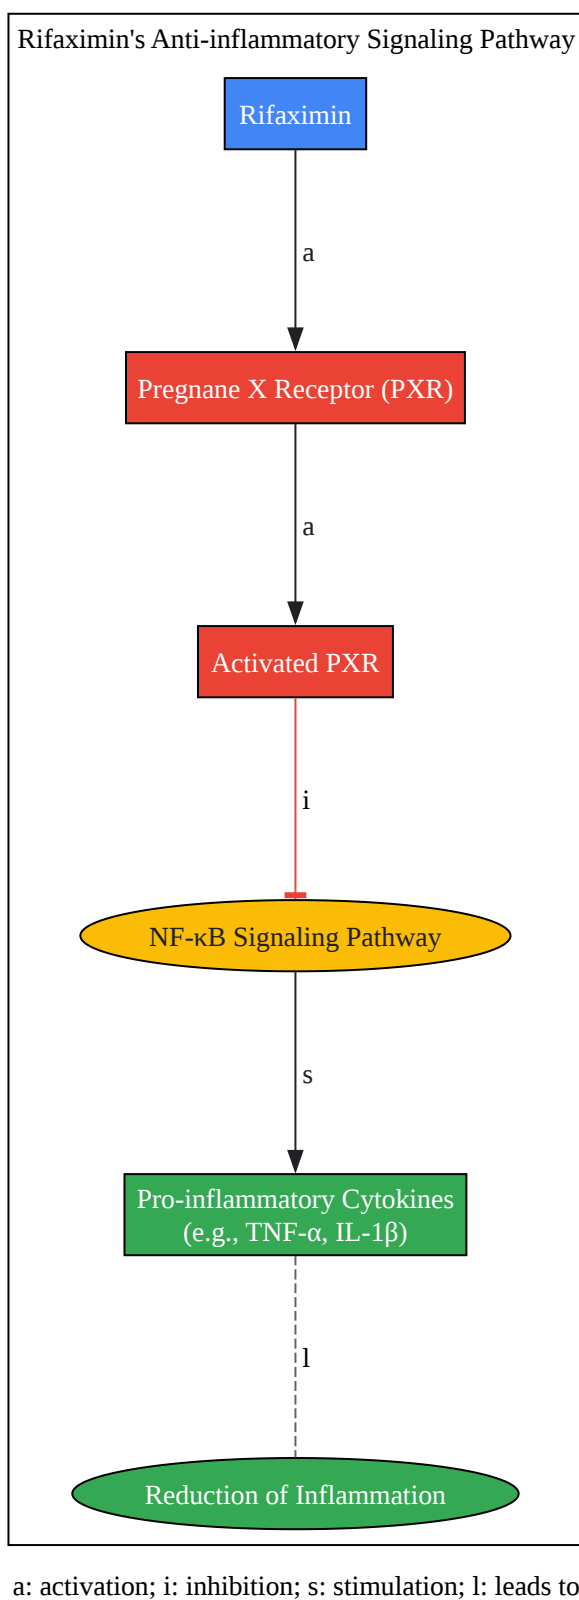 Rifaximin's Anti-inflammatory Signaling Pathway
Rifaximin
a
Pregnane X Receptor (PXR)
a
Activated PXR
i
NF-κB Signaling Pathway
s
Pro-inflammatory Cytokines
(e.g., TNF-α, IL-1β)
l
Reduction of Inflammation
a: activation; i: inhibition; s: stimulation; l: leads to